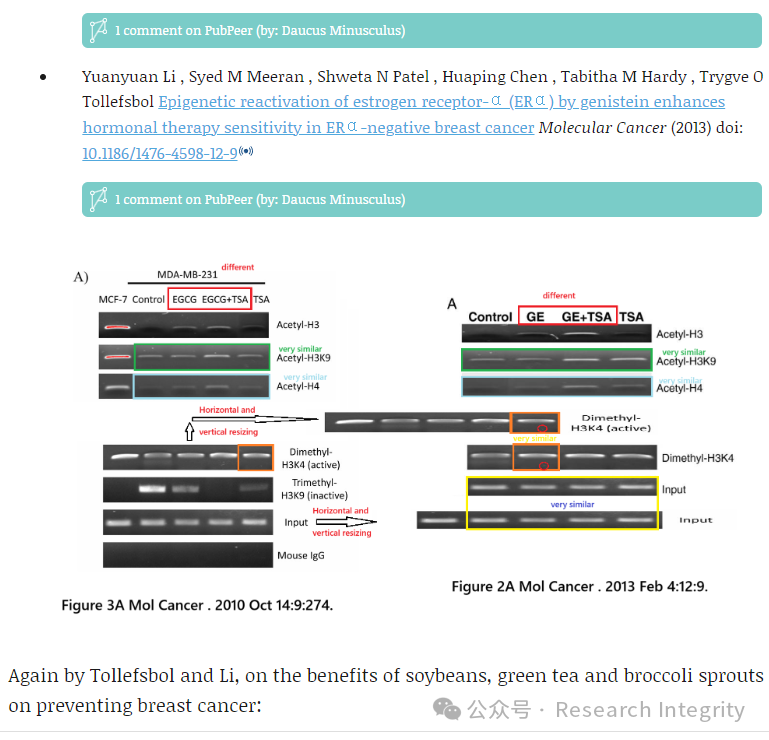 1 comment on PubPeer (by: Daucus Minusculus)
• Yuanyuan Li , Syed M Meeran , Shweta N Patel , Huaping Chen , Tabitha M Hardy , Trygve O
Tollefsbol Epigenetic reactivation of estrogen receptor-α (ERα) by genistein enhances
hormonal therapy sensitivity in ERα-negative breast cancer Molecular Cancer (2013) doi:
10.1186/1476-4598-12-9
1 comment on PubPeer (by: Daucus Minusculus)
A)
MDA-MB-231
different
MCF-7 Control EGCG EGCG+TSA TSA
Acetyl-H3
very similar
Acetyl-H3K9
very similar
Acetyl-H4
Horizontal and
vertical resizing
Dimethyl-
H3K4 (active)
Trimethyl-
H3K9 (inactive)
Input
Horizontal and
vertical resizing
Mouse IgG
Figure 3A Mol Cancer . 2010 Oct 14:9:274.
A
different
Control GE GE+TSA TSA
Acetyl-H3
very similar
Acetyl-H3K9
very similar
Acetyl-H4
Dimethyl-
H3K4 (active)
very similar
Dimethyl-H3K4
Input
very similar
Input
Figure 2A Mol Cancer . 2013 Feb 4:12:9.
Again by Tollefsbol and Li, on the benefits of soybeans, green tea and broccoli sprouts
on preventing breast cancer:
公众号 · Research Integrity